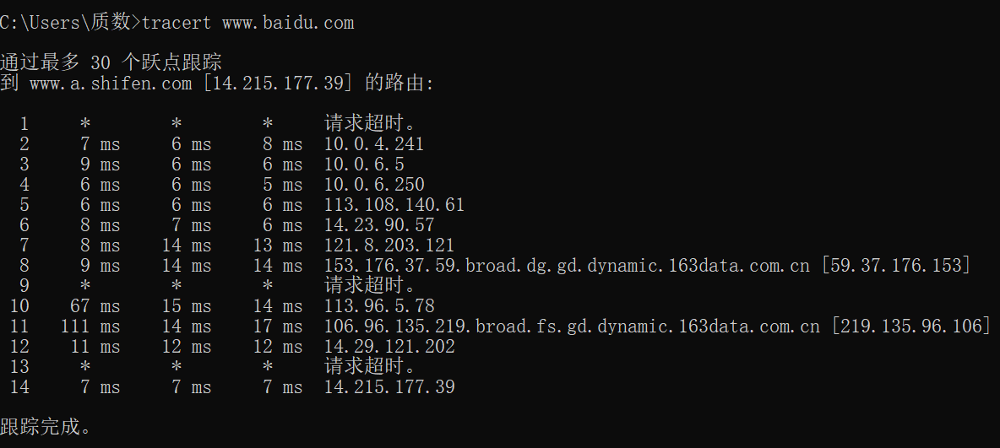 C:\Users\质数>tracert www.baidu.com
通过最多 30 个跃点跟踪
到 www.a.shifen.com [14.215.177.39] 的路由:
1 * * * 请求超时。
2 7 ms 6 ms 8 ms 10.0.4.241
3 9 ms 6 ms 6 ms 10.0.6.5
4 6 ms 6 ms 5 ms 10.0.6.250
5 6 ms 6 ms 6 ms 113.108.140.61
6 8 ms 7 ms 6 ms 14.23.90.57
7 8 ms 14 ms 13 ms 121.8.203.121
8 9 ms 14 ms 14 ms 153.176.37.59.broad.dg.gd.dynamic.163data.com.cn [59.37.176.153]
9 * * * 请求超时。
10 67 ms 15 ms 14 ms 113.96.5.78
11 111 ms 14 ms 17 ms 106.96.135.219.broad.fs.gd.dynamic.163data.com.cn [219.135.96.106]
12 11 ms 12 ms 12 ms 14.29.121.202
13 * * * 请求超时。
14 7 ms 7 ms 7 ms 14.215.177.39
跟踪完成。